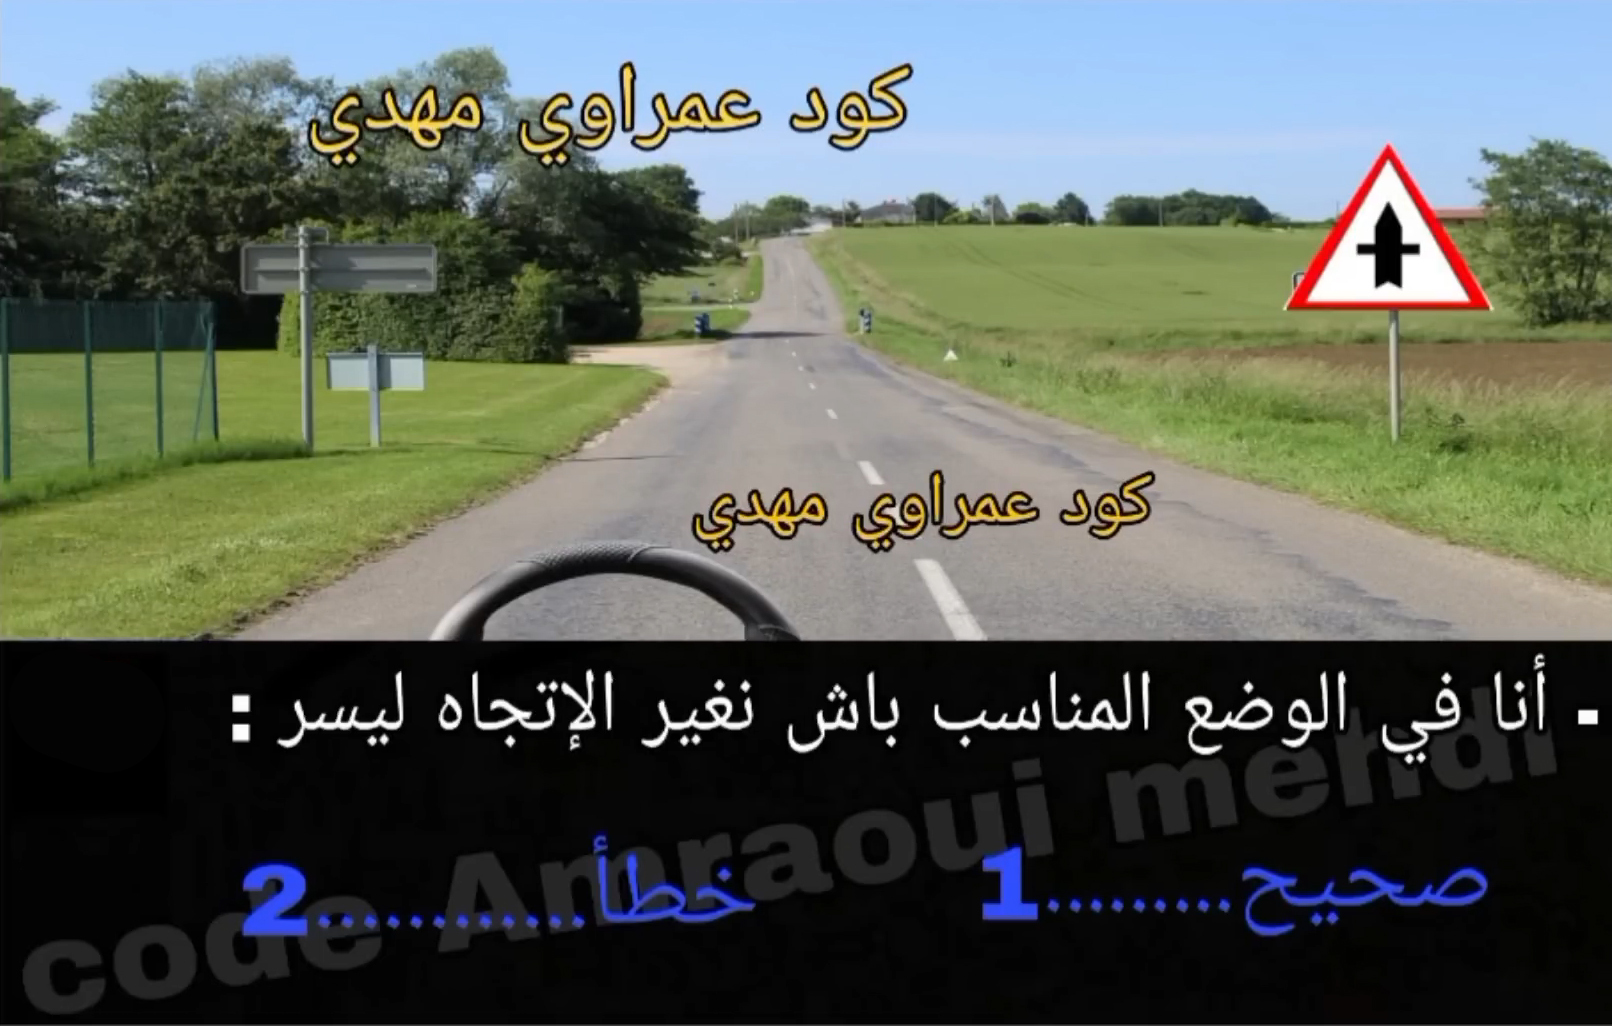 كود عمراوي مهدي
كود عمراوي مهدي
- أنا في الوضع المناسب باش نغير الإتجاه ليسر :
صحيح.........1
خطأ............2
code Amraoui mehdi